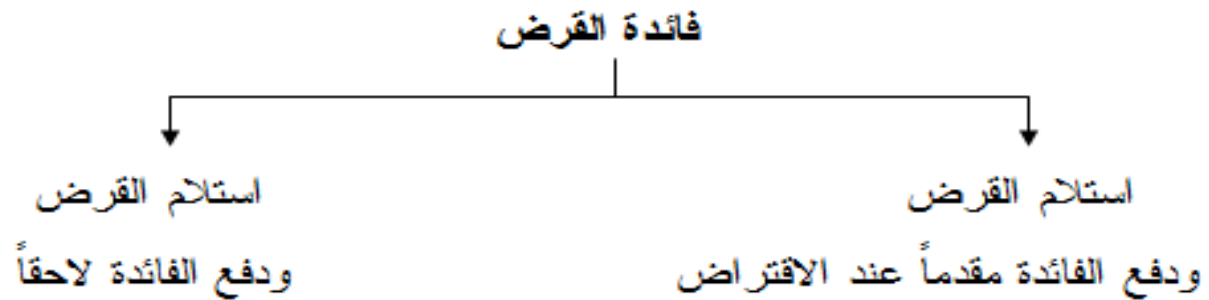 فائدة القرض
استلام القرض
ودفع الفائدة مقدماً عند الاقتراض
استلام القرض
ودفع الفائدة لاحقاً